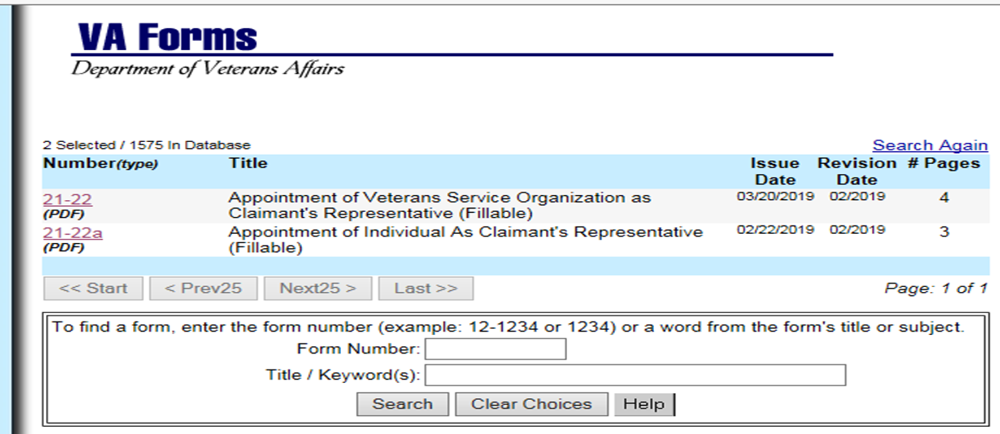 VA Forms
Department of Veterans Affairs
2 Selected / 1575 In Database
Search Again
Number(type) Title Issue Date Revision Date # Pages
21-22 (PDF) Appointment of Veterans Service Organization as Claimant's Representative (Fillable) 03/20/2019 02/2019 4
21-22a (PDF) Appointment of Individual As Claimant's Representative (Fillable) 02/22/2019 02/2019 3
<< Start < Prev25 Next25 > Last >> Page: 1 of 1
To find a form, enter the form number (example: 12-1234 or 1234) or a word from the form's title or subject.
Form Number:
Title / Keyword(s):
Search Clear Choices Help